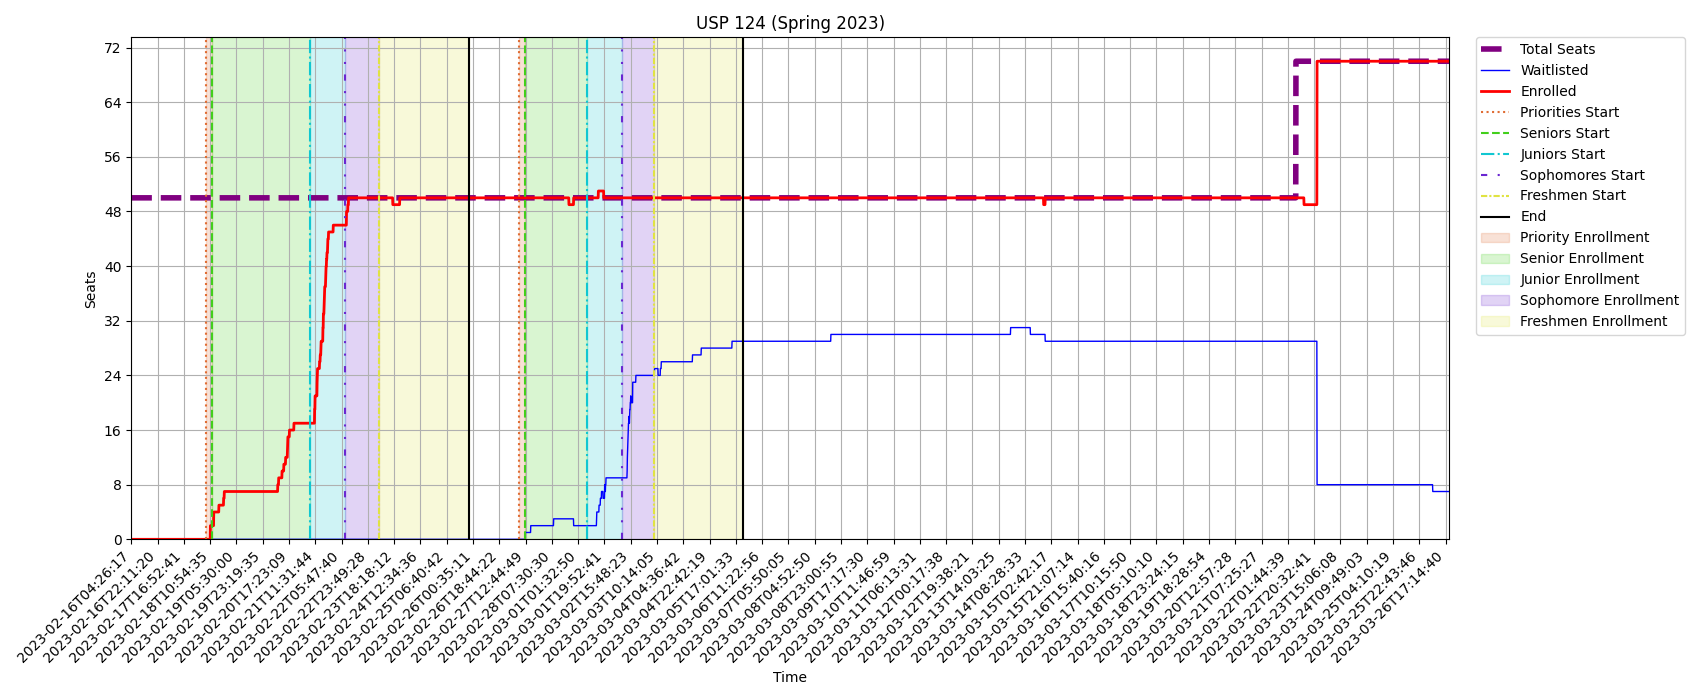 USP 124 (Spring 2023)
72
64
56
48
40
32
24
16
8
0
Seats
2023-02-16T04:26:17
2023-02-16T22:11:20
2023-02-17T16:52:41
2023-02-18T10:54:35
2023-02-19T05:30:00
2023-02-19T23:19:35
2023-02-20T17:23:09
2023-02-21T11:31:44
2023-02-22T05:47:40
2023-02-22T23:49:28
2023-02-23T18:18:12
2023-02-24T12:34:36
2023-02-25T06:40:42
2023-02-26T00:35:11
2023-02-26T18:44:22
2023-02-27T12:44:49
2023-02-28T07:30:30
2023-03-01T01:32:50
2023-03-01T19:52:41
2023-03-02T15:48:23
2023-03-03T10:14:05
2023-03-04T04:36:42
2023-03-04T22:42:19
2023-03-05T17:01:33
2023-03-06T11:22:56
2023-03-07T05:50:05
2023-03-08T04:52:50
2023-03-08T23:00:55
2023-03-09T17:17:30
2023-03-10T11:46:59
2023-03-11T06:13:31
2023-03-12T00:17:38
2023-03-12T19:38:21
2023-03-13T14:03:25
2023-03-14T08:28:33
2023-03-15T02:42:17
2023-03-15T21:07:14
2023-03-16T15:40:16
2023-03-17T10:15:50
2023-03-18T05:10:10
2023-03-18T23:24:15
2023-03-19T18:28:54
2023-03-20T12:57:28
2023-03-21T07:25:27
2023-03-22T01:44:39
2023-03-22T20:32:41
2023-03-23T15:06:08
2023-03-24T09:49:03
2023-03-25T04:10:19
2023-03-25T22:43:46
2023-03-26T17:14:40
Time
Total Seats
Waitlisted
Enrolled
Priorities Start
Seniors Start
Juniors Start
Sophomores Start
Freshmen Start
End
Priority Enrollment
Senior Enrollment
Junior Enrollment
Sophomore Enrollment
Freshmen Enrollment